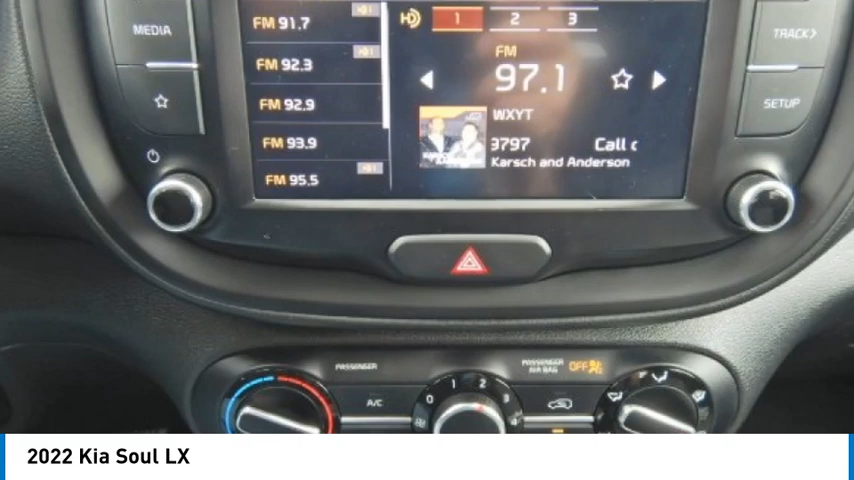 MEDIA
FM 91.7
FM 92.3
FM 92.9
FM 93.9
FM 95.5
HD 1 2 3
FM
97.1
WXYT
3797 Call c
Karsch and Anderson
TRACK>
SETUP
PASSENGER
PASSENGER
AIR BAG OFF
A/C
0 1 2 3
2022 Kia Soul LX